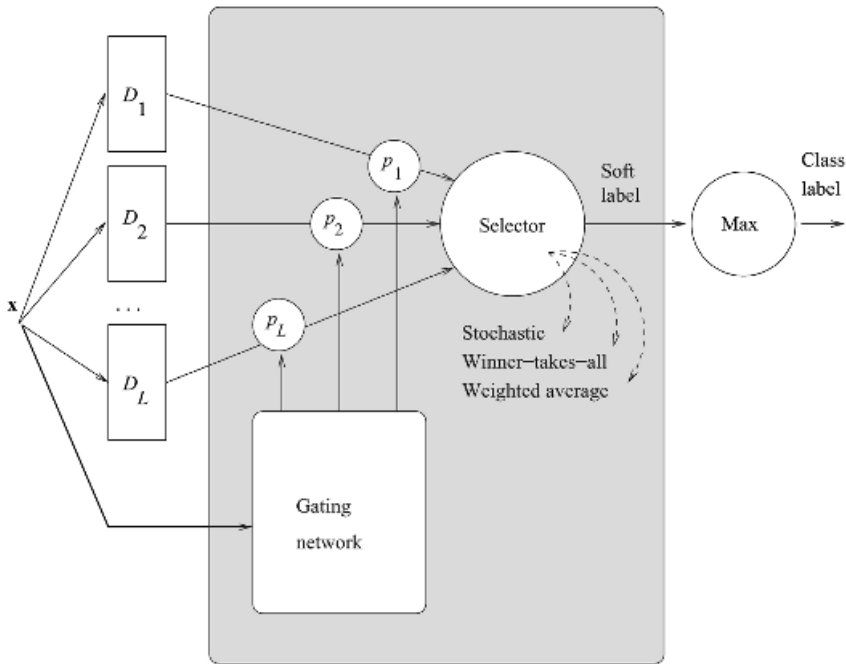 D1
p1
Soft
label
Class
label
D2
p2
Selector
Max
...
x
pL
Stochastic
Winner-takes-all
Weighted average
DL
Gating
network